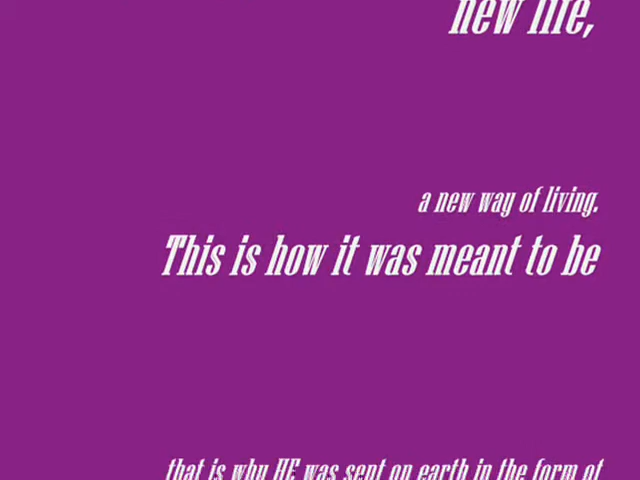 new life,
a new way of living.
This is how it was meant to be
that is why HE was sent on earth in the form of